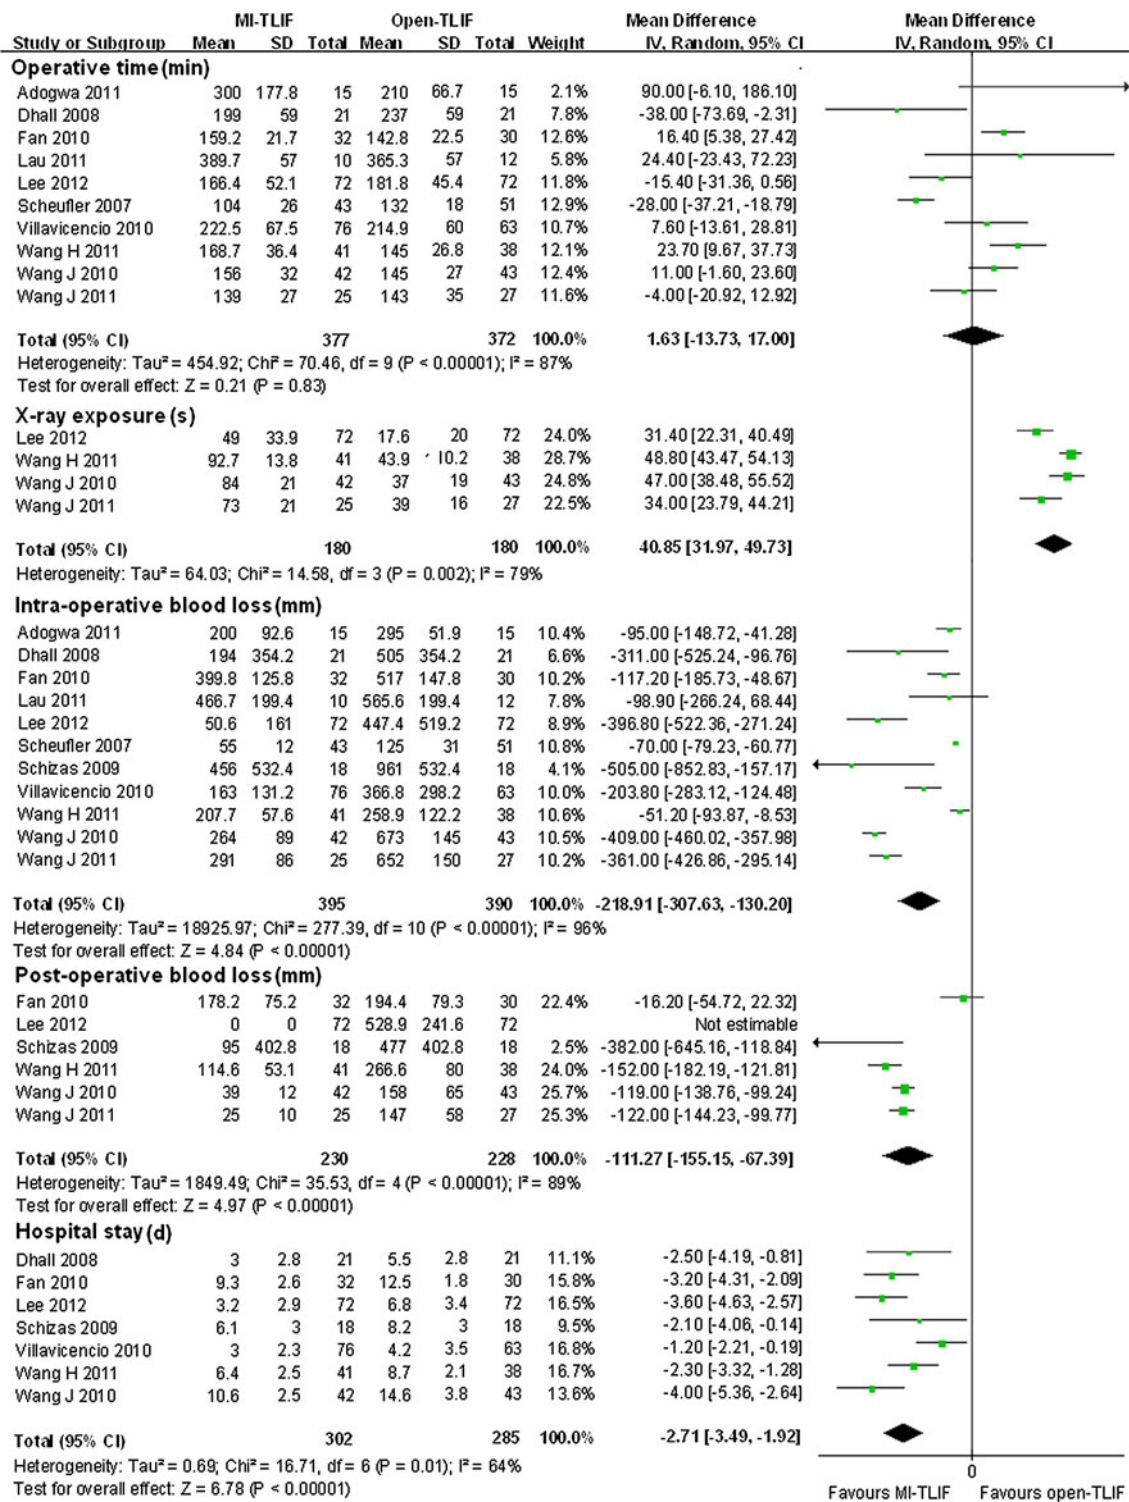 MI-TLIF Open-TLIF Mean Difference Mean Difference
Study or Subgroup Mean SD Total Mean SD Total Weight IV, Random, 95% CI IV, Random, 95% CI
Operative time (min)
Adogwa 2011 300 177.8 15 210 66.7 15 2.1% 90.00 [-6.10, 186.10]
Dhall 2008 199 59 21 237 59 21 7.8% -38.00 [-73.69, -2.31]
Fan 2010 159.2 21.7 32 142.8 22.5 30 12.6% 16.40 [5.38, 27.42]
Lau 2011 389.7 57 10 365.3 57 12 5.8% 24.40 [-23.43, 72.23]
Lee 2012 166.4 52.1 72 181.8 45.4 72 11.8% -15.40 [-31.36, 0.56]
Scheufler 2007 104 26 43 132 18 51 12.9% -28.00 [-37.21, -18.79]
Villavicencio 2010 222.5 67.5 76 214.9 60 63 10.7% 7.60 [-13.61, 28.81]
Wang H 2011 168.7 36.4 41 145 26.8 38 12.1% 23.70 [9.67, 37.73]
Wang J 2010 156 32 42 145 27 43 12.4% 11.00 [-1.60, 23.60]
Wang J 2011 139 27 25 143 35 27 11.6% -4.00 [-20.92, 12.92]
Total (95% CI) 377 372 100.0% 1.63 [-13.73, 17.00]
Heterogeneity: Tau² = 454.92; Chi² = 70.46, df = 9 (P < 0.00001); I² = 87%
Test for overall effect: Z = 0.21 (P = 0.83)
X-ray exposure (s)
Lee 2012 49 33.9 72 17.6 20 72 24.0% 31.40 [22.31, 40.49]
Wang H 2011 92.7 13.8 41 43.9 10.2 38 28.7% 48.80 [43.47, 54.13]
Wang J 2010 84 21 42 37 19 43 24.8% 47.00 [38.48, 55.52]
Wang J 2011 73 21 25 39 16 27 22.5% 34.00 [23.79, 44.21]
Total (95% CI) 180 180 100.0% 40.85 [31.97, 49.73]
Heterogeneity: Tau² = 64.03; Chi² = 14.58, df = 3 (P = 0.002); I² = 79%
Intra-operative blood loss (mm)
Adogwa 2011 200 92.6 15 295 51.9 15 10.4% -95.00 [-148.72, -41.28]
Dhall 2008 194 354.2 21 505 354.2 21 6.6% -311.00 [-525.24, -96.76]
Fan 2010 399.8 125.8 32 517 147.8 30 10.2% -117.20 [-185.73, -48.67]
Lau 2011 466.7 199.4 10 565.6 199.4 12 7.8% -98.90 [-266.24, 68.44]
Lee 2012 50.6 161 72 447.4 519.2 72 8.9% -396.80 [-522.36, -271.24]
Scheufler 2007 55 12 43 125 31 51 10.8% -70.00 [-79.23, -60.77]
Schizas 2009 456 532.4 18 961 532.4 18 4.1% -505.00 [-852.83, -157.17]
Villavicencio 2010 163 131.2 76 366.8 298.2 63 10.0% -203.80 [-283.12, -124.48]
Wang H 2011 207.7 57.6 41 258.9 122.2 38 10.6% -51.20 [-93.87, -8.53]
Wang J 2010 264 89 42 673 145 43 10.5% -409.00 [-460.02, -357.98]
Wang J 2011 291 86 25 652 150 27 10.2% -361.00 [-426.86, -295.14]
Total (95% CI) 395 390 100.0% -218.91 [-307.63, -130.20]
Heterogeneity: Tau² = 18925.97; Chi² = 277.39, df = 10 (P < 0.00001); I² = 96%
Test for overall effect: Z = 4.84 (P < 0.00001)
Post-operative blood loss (mm)
Fan 2010 178.2 75.2 32 194.4 79.3 30 22.4% -16.20 [-54.72, 22.32]
Lee 2012 0 0 72 528.9 241.6 72 Not estimable
Schizas 2009 95 402.8 18 477 402.8 18 2.5% -382.00 [-645.16, -118.84]
Wang H 2011 114.6 53.1 41 266.6 80 38 24.0% -152.00 [-182.19, -121.81]
Wang J 2010 39 12 42 158 65 43 25.7% -119.00 [-138.76, -99.24]
Wang J 2011 25 10 25 147 58 27 25.3% -122.00 [-144.23, -99.77]
Total (95% CI) 230 228 100.0% -111.27 [-155.15, -67.39]
Heterogeneity: Tau² = 1849.49; Chi² = 35.53, df = 4 (P < 0.00001); I² = 89%
Test for overall effect: Z = 4.97 (P < 0.00001)
Hospital stay (d)
Dhall 2008 3 2.8 21 5.5 2.8 21 11.1% -2.50 [-4.19, -0.81]
Fan 2010 9.3 2.6 32 12.5 1.8 30 15.8% -3.20 [-4.31, -2.09]
Lee 2012 3.2 2.9 72 6.8 3.4 72 16.5% -3.60 [-4.63, -2.57]
Schizas 2009 6.1 3 18 8.2 3 18 9.5% -2.10 [-4.06, -0.14]
Villavicencio 2010 3 2.3 76 4.2 3.5 63 16.8% -1.20 [-2.21, -0.19]
Wang H 2011 6.4 2.5 41 8.7 2.1 38 16.7% -2.30 [-3.32, -1.28]
Wang J 2010 10.6 2.5 42 14.6 3.8 43 13.6% -4.00 [-5.36, -2.64]
Total (95% CI) 302 285 100.0% -2.71 [-3.49, -1.92]
Heterogeneity: Tau² = 0.69; Chi² = 16.71, df = 6 (P = 0.01); I² = 64%
Test for overall effect: Z = 6.78 (P < 0.00001)
0
Favours MI-TLIF Favours open-TLIF